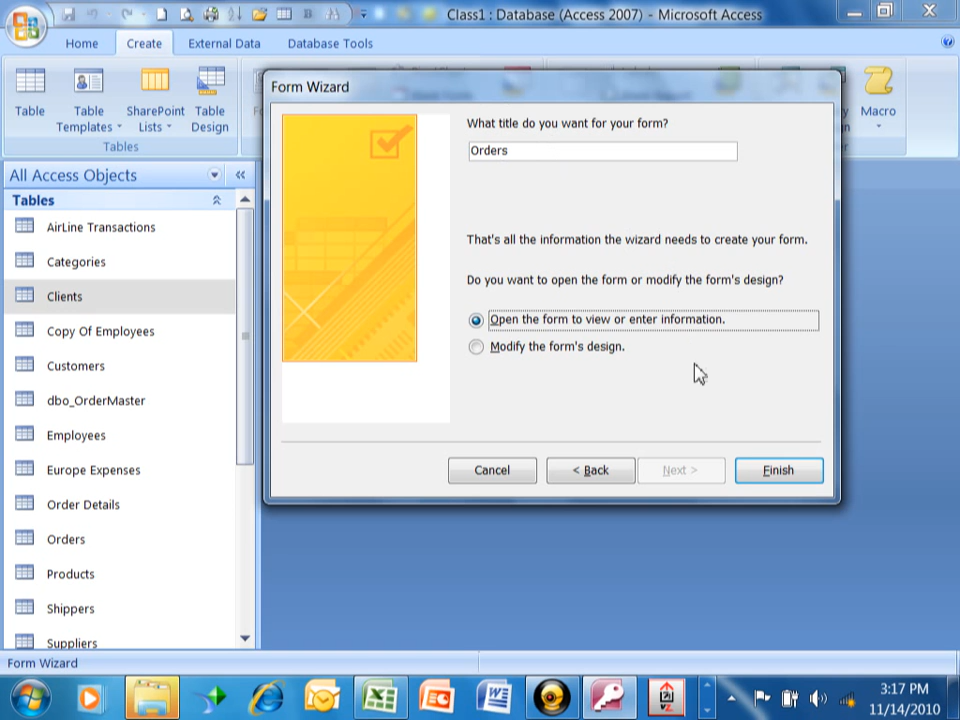 Class1 : Database (Access 2007) - Microsoft Access
Home
Create
External Data
Database Tools
Table
Table
Templates
SharePoint
Lists
Table
Design
Macro
Tables
All Access Objects
Tables
AirLine Transactions
Categories
Clients
Copy Of Employees
Customers
dbo_OrderMaster
Employees
Europe Expenses
Order Details
Orders
Products
Shippers
Suppliers
Form Wizard
What title do you want for your form?
Orders
That's all the information the wizard needs to create your form.
Do you want to open the form or modify the form's design?
Open the form to view or enter information.
Modify the form's design.
Cancel
< Back
Next >
Finish
Form Wizard
3:17 PM
11/14/2010